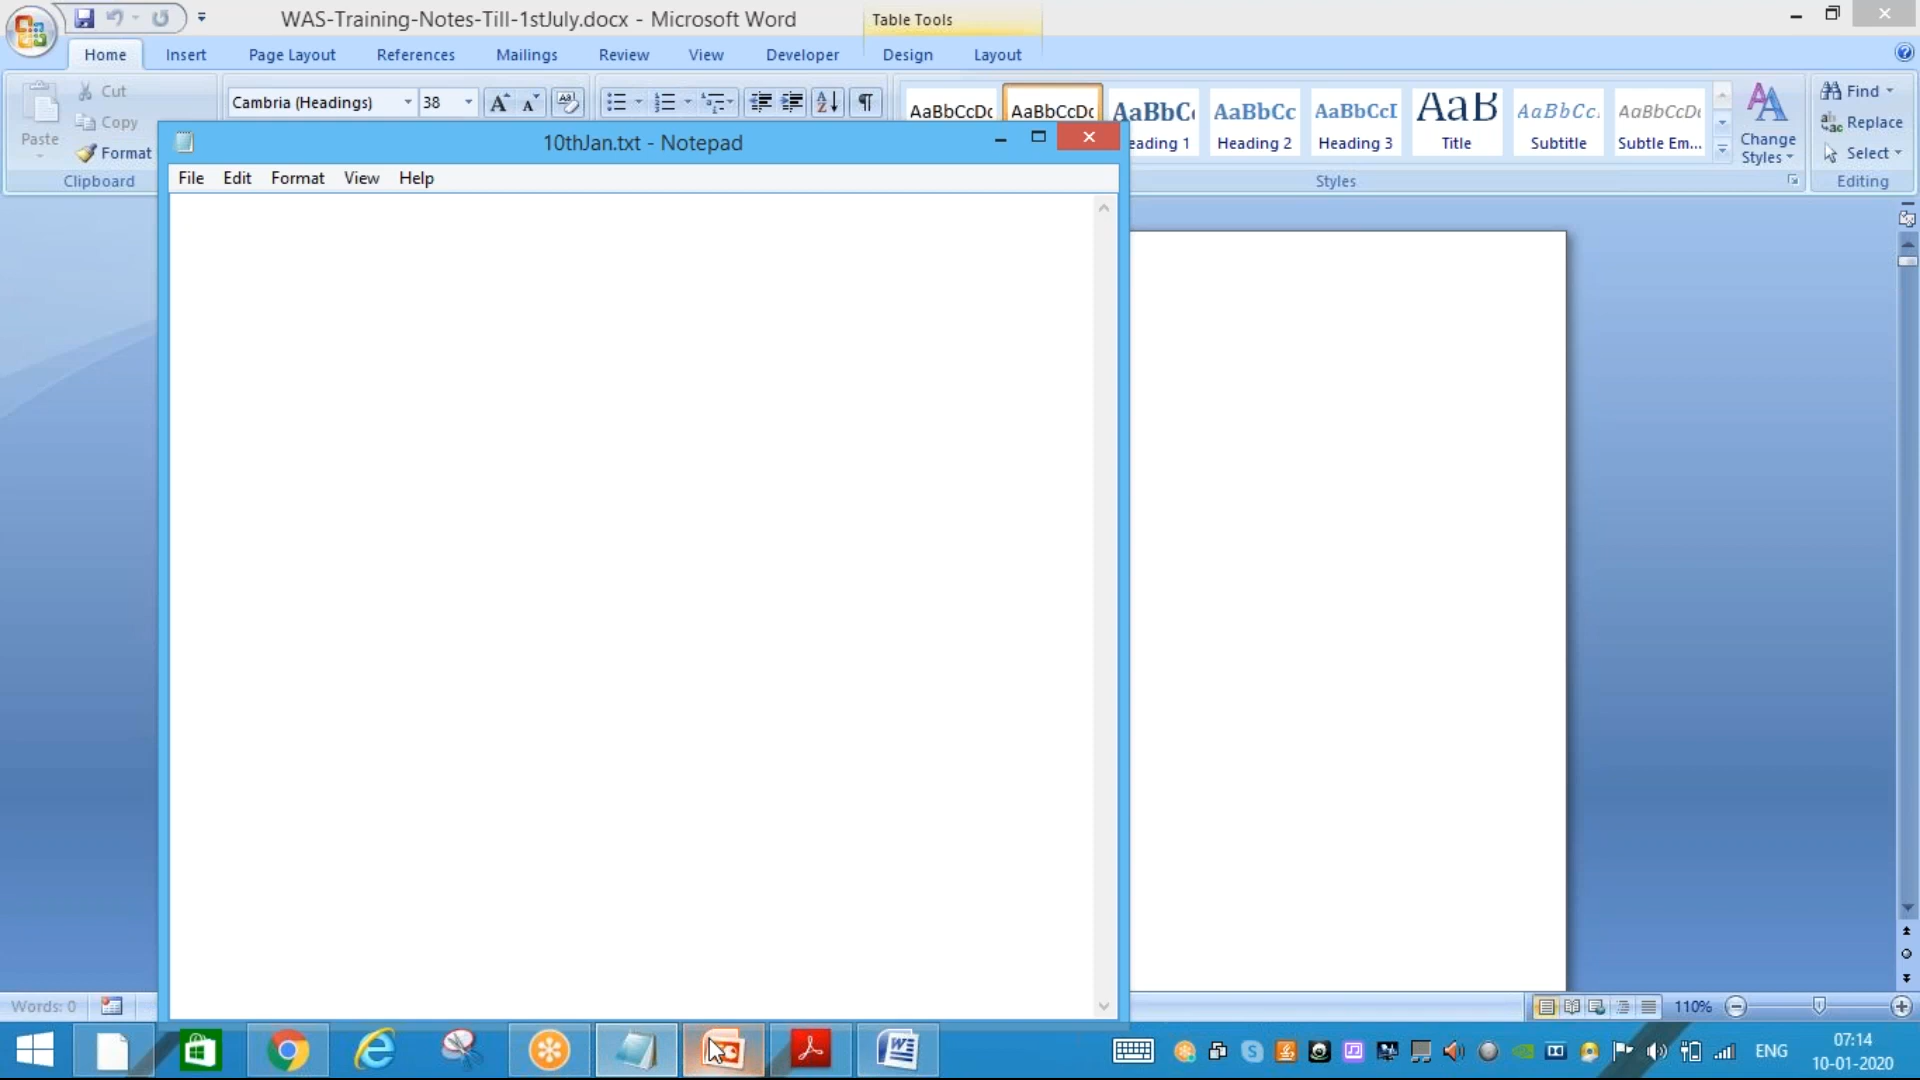 WAS-Training-Notes-Till-1stJuly.docx - Microsoft Word
Table Tools
Home Insert Page Layout References Mailings Review View Developer Design Layout
Cut
Copy
Format
Paste
Clipboard
Cambria (Headings) 38
AaBbCcDc AaBbCcDc AaBbC AaBbCc AaBbCcI AaB AaBbCc. AaBbCcDc
eading 1 Heading 2 Heading 3 Title Subtitle Subtle Em...
Change
Styles
Styles
Find
Replace
Select
Editing
10thJan.txt - Notepad
File Edit Format View Help
Words: 0
110%
ENG
07:14
10-01-2020